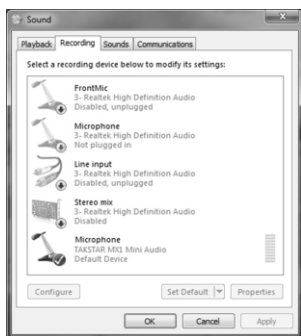 Sound
Playback Recording Sounds Communications
Select a recording device below to modify its settings:
FrontMic
3- Realtek High Definition Audio
Disabled, unplugged
Microphone
3- Realtek High Definition Audio
Not plugged in
Line input
3- Realtek High Definition Audio
Disabled, unplugged
Stereo mix
3- Realtek High Definition Audio
Disabled
Microphone
TAKSTAR MX1 Mini Audio
Default Device
Configure Set Default Properties
OK Cancel Apply